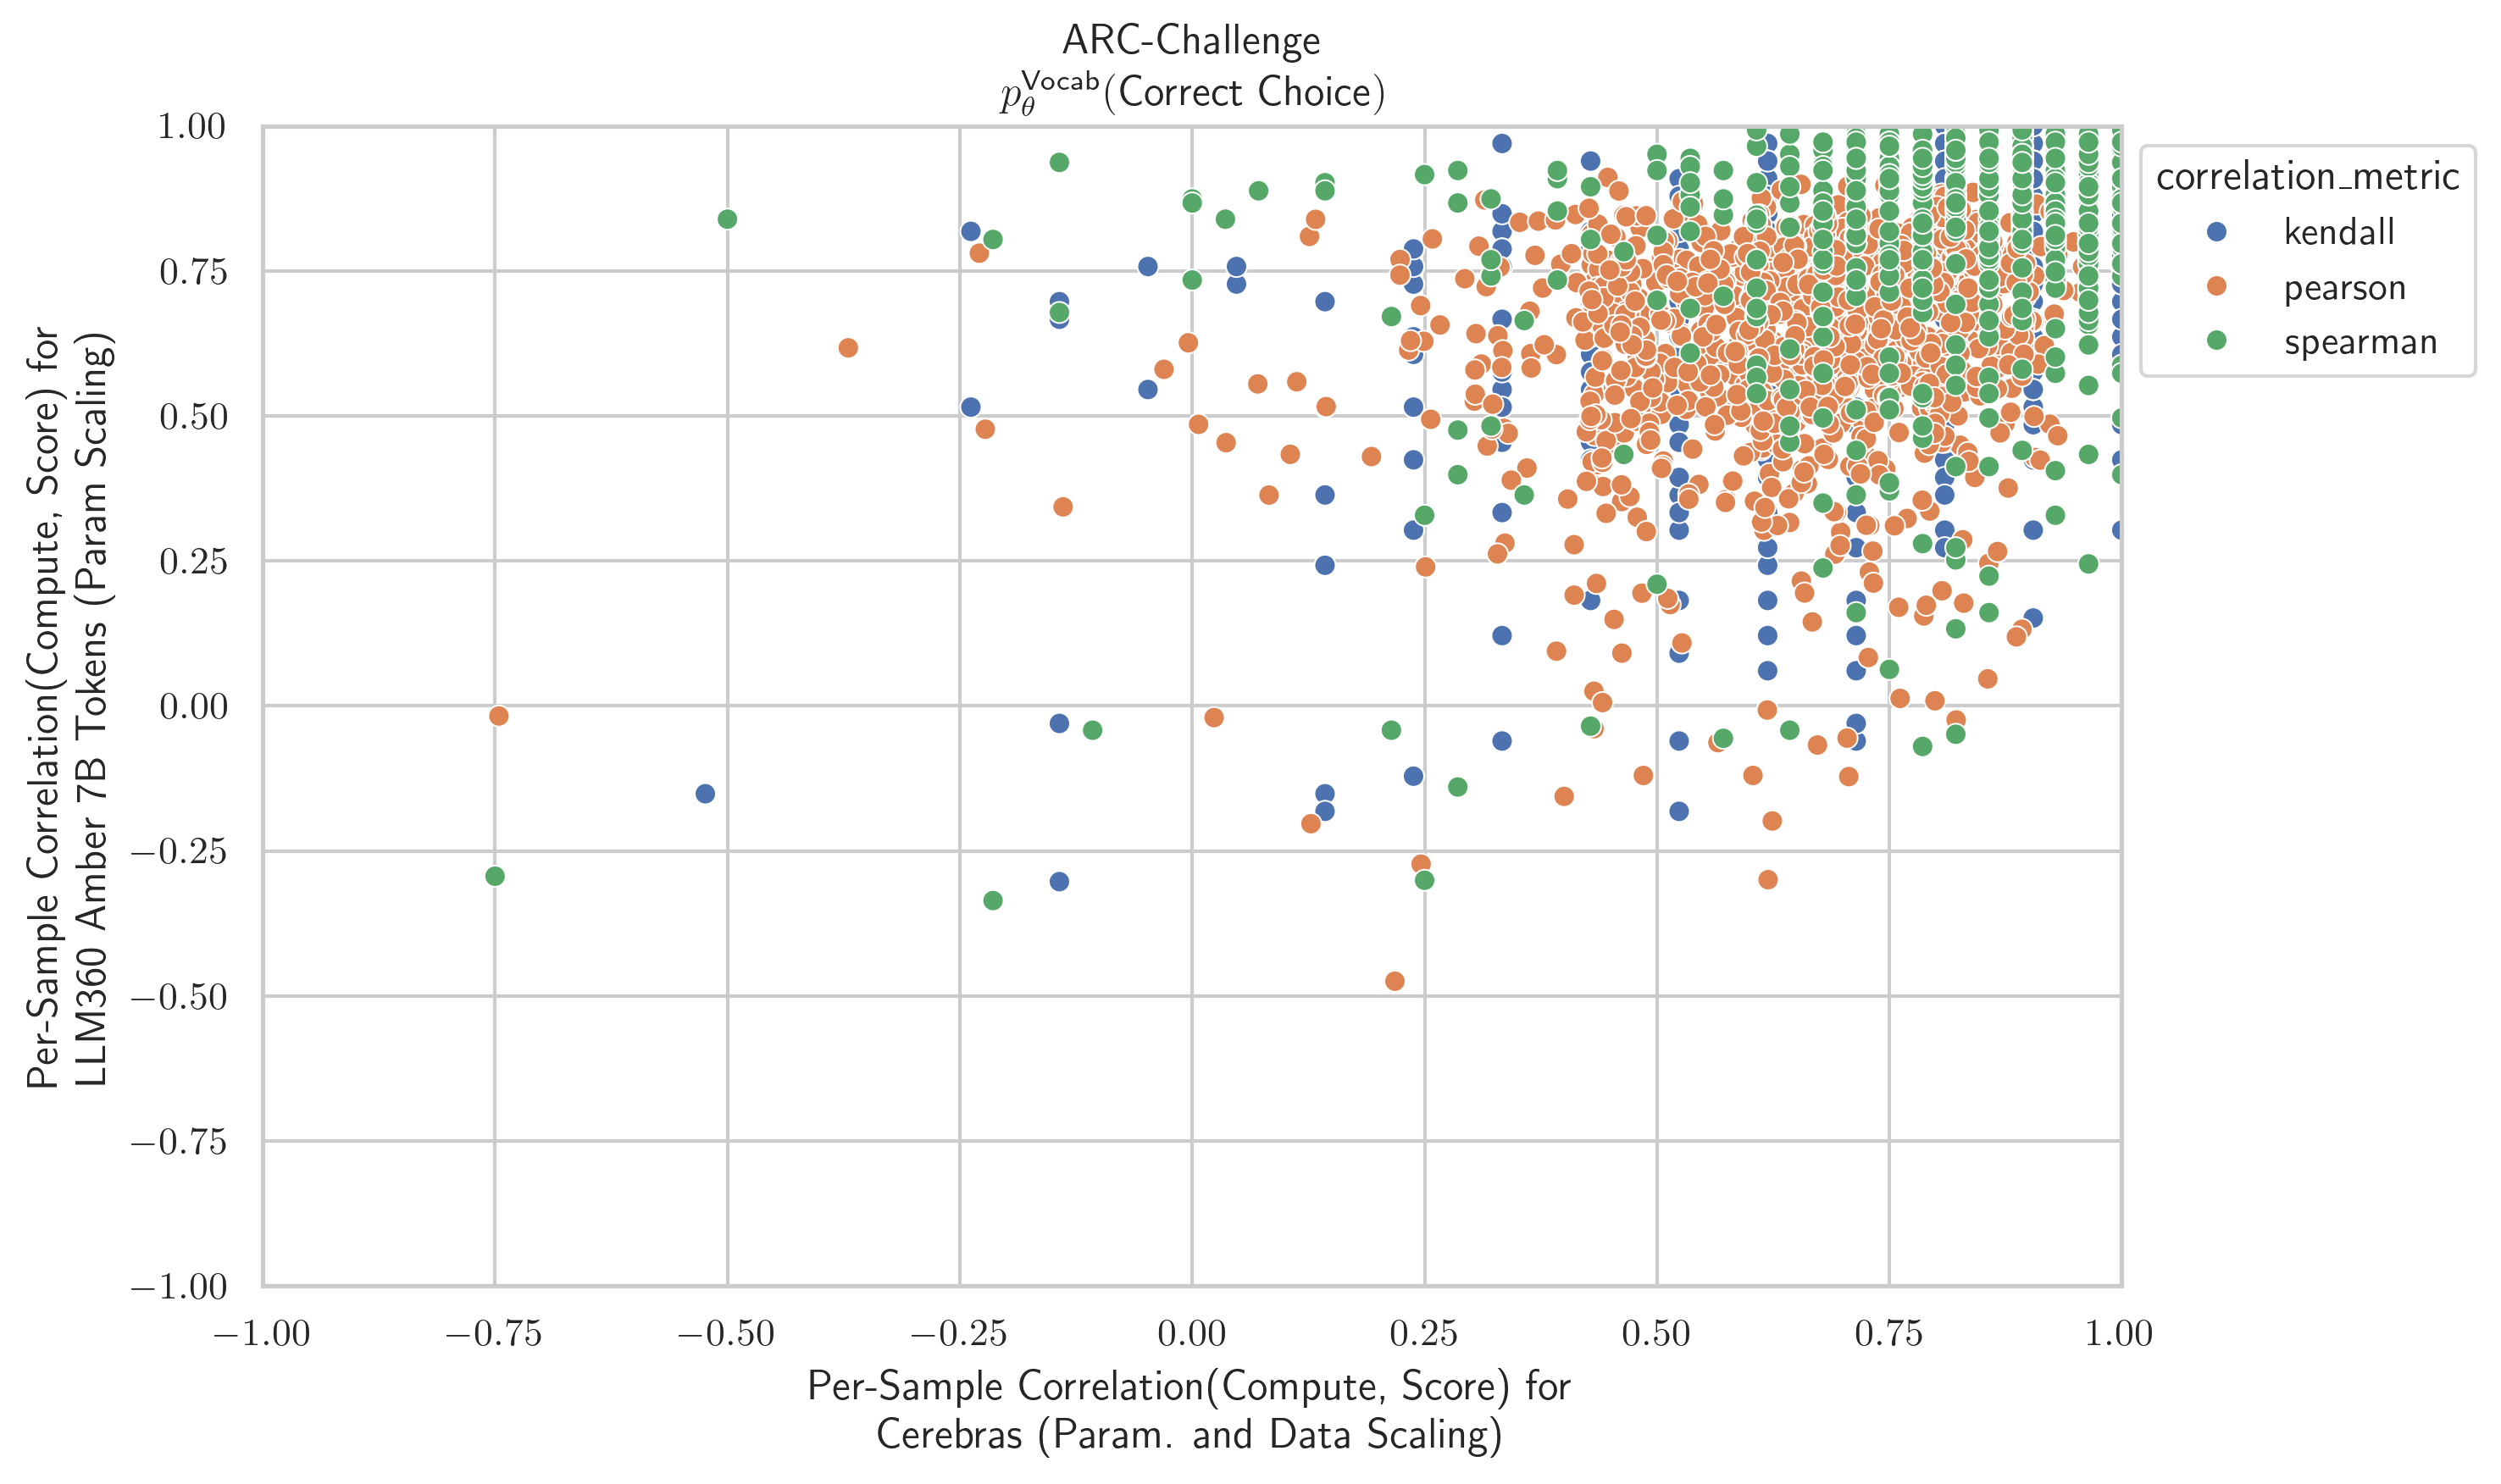 ARC-Challenge
p_θ^Vocab(Correct Choice)
1.00
0.75
0.50
0.25
0.00
−0.25
−0.50
−0.75
−1.00
Per-Sample Correlation(Compute, Score) for
LLM360 Amber 7B Tokens (Param Scaling)
−1.00 −0.75 −0.50 −0.25 0.00 0.25 0.50 0.75 1.00
Per-Sample Correlation(Compute, Score) for
Cerebras (Param. and Data Scaling)
correlation_metric
kendall
pearson
spearman